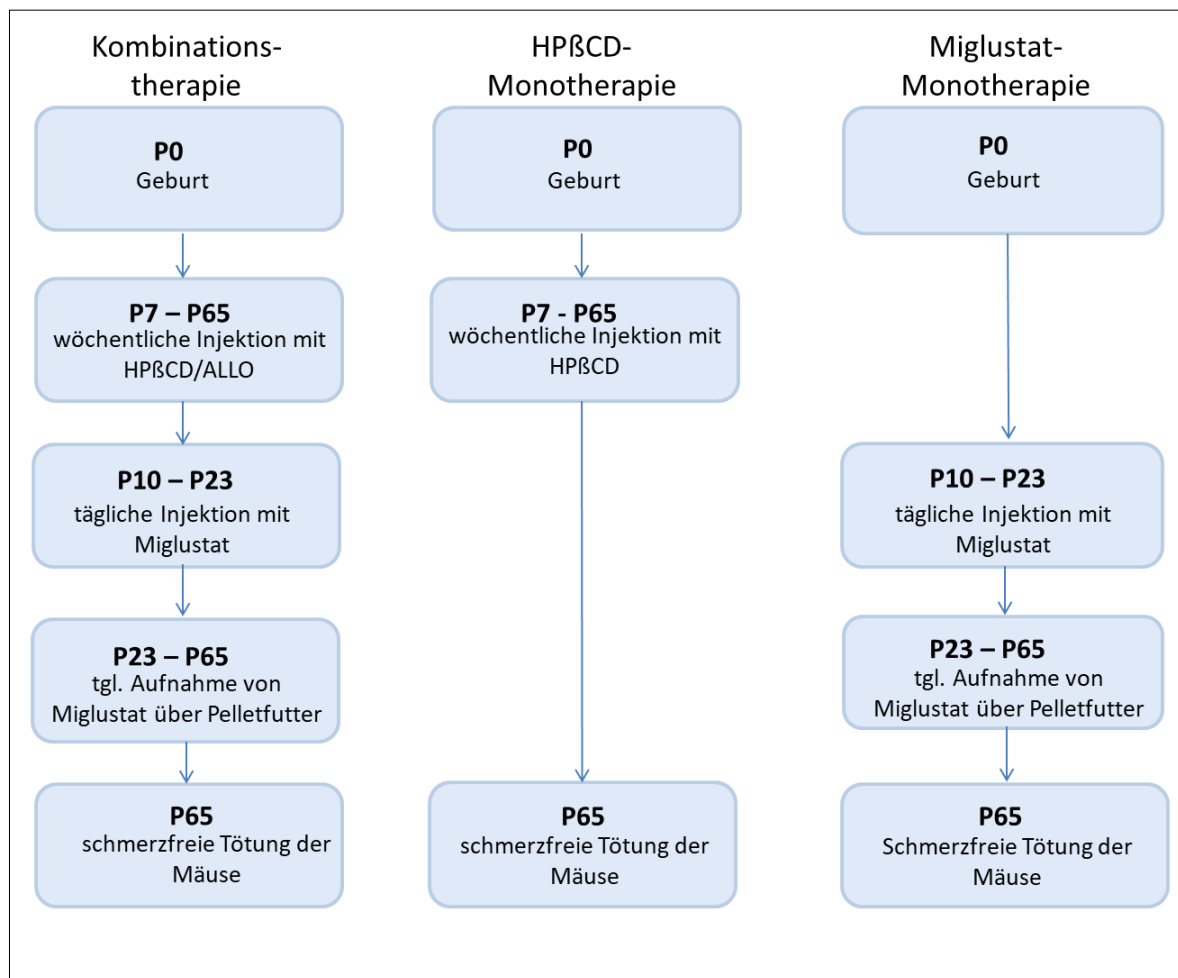 Kombinations-
therapie
P0
Geburt
P7 – P65
wöchentliche Injektion mit
HPßCD/ALLO
P10 – P23
tägliche Injektion mit
Miglustat
P23 – P65
tgl. Aufnahme von
Miglustat über Pelletfutter
P65
schmerzfreie Tötung der
Mäuse
HPßCD-
Monotherapie
P0
Geburt
P7 - P65
wöchentliche Injektion mit
HPßCD
P65
schmerzfreie Tötung der
Mäuse
Miglustat-
Monotherapie
P0
Geburt
P10 – P23
tägliche Injektion mit
Miglustat
P23 – P65
tgl. Aufnahme von
Miglustat über Pelletfutter
P65
Schmerzfreie Tötung der
Mäuse